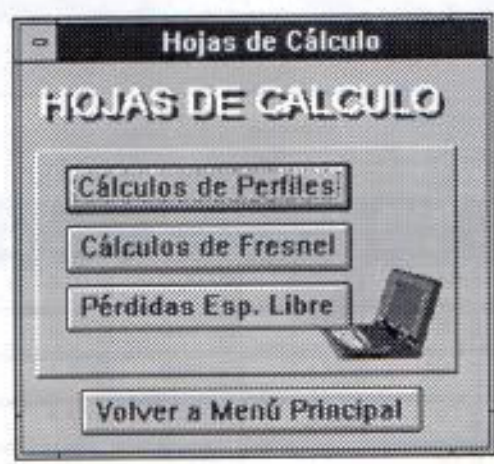 Hojas de Cálculo
HOJAS DE CALCULO
Cálculos de Perfiles
Cálculos de Fresnel
Pérdidas Esp. Libre
Volver a Menú Principal